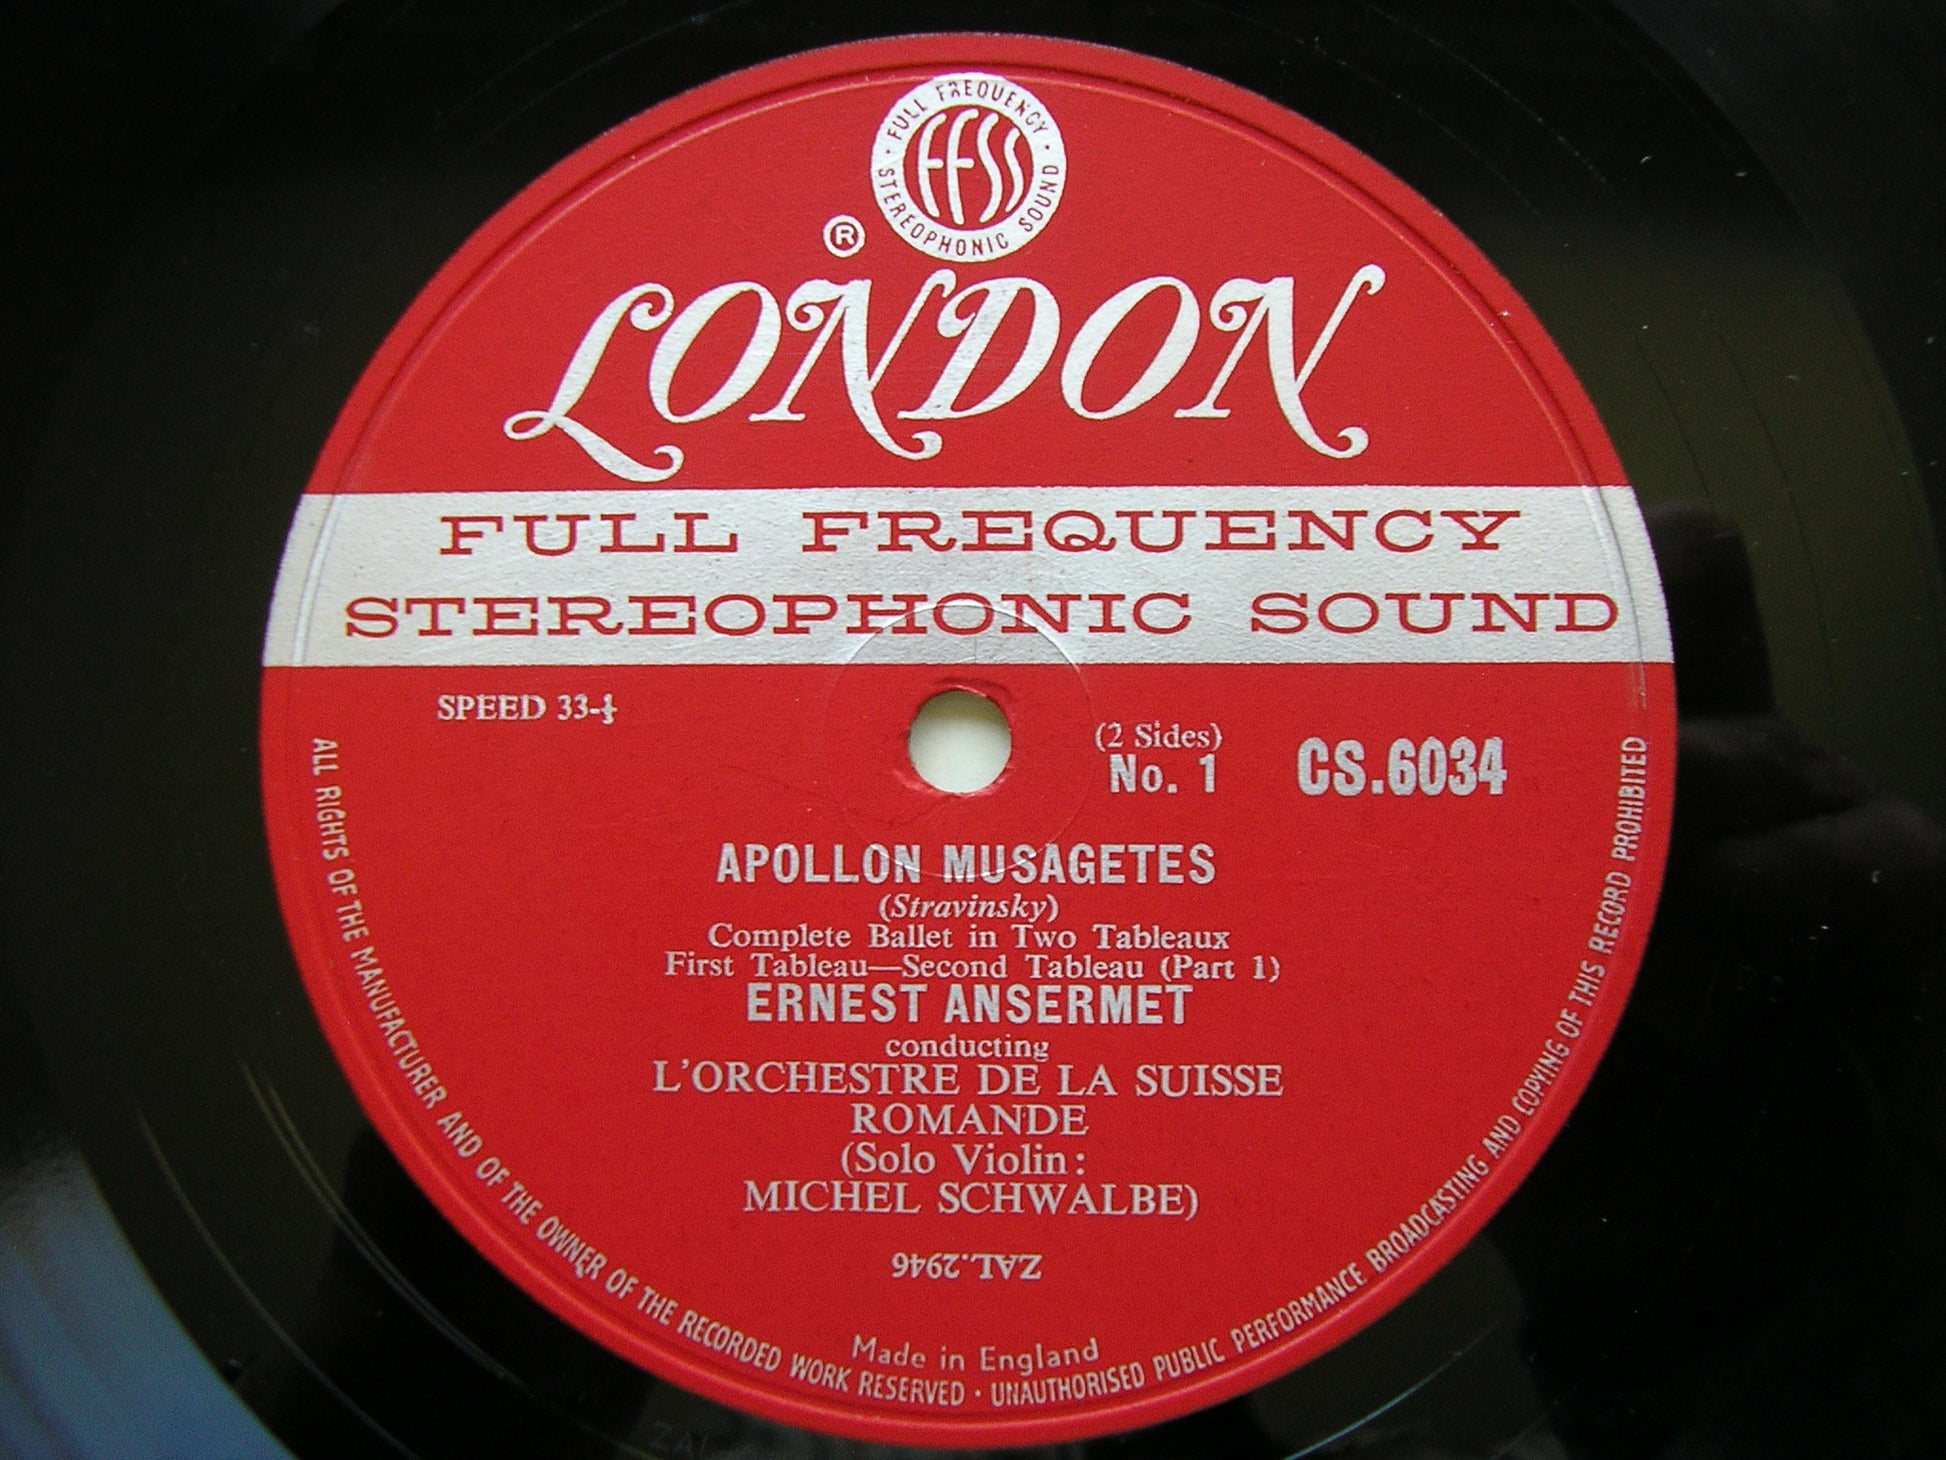 FULL FREQUENCY
FFSS
STEREOPHONIC SOUND
®
LONDON
FULL FREQUENCY
STEREOPHONIC SOUND
SPEED 33-⅓
(2 Sides)
No. 1
CS.6034
APOLLON MUSAGETES
(Stravinsky)
Complete Ballet in Two Tableaux
First Tableau—Second Tableau (Part 1)
ERNEST ANSERMET
conducting
L'ORCHESTRE DE LA SUISSE
ROMANDE
(Solo Violin:
MICHEL SCHWALBE)
ZAL.2946
Made in England
ALL RIGHTS OF THE MANUFACTURER AND OF THE OWNER OF THE RECORDED WORK RESERVED · UNAUTHORISED PUBLIC PERFORMANCE BROADCASTING AND COPYING OF THIS RECORD PROHIBITED